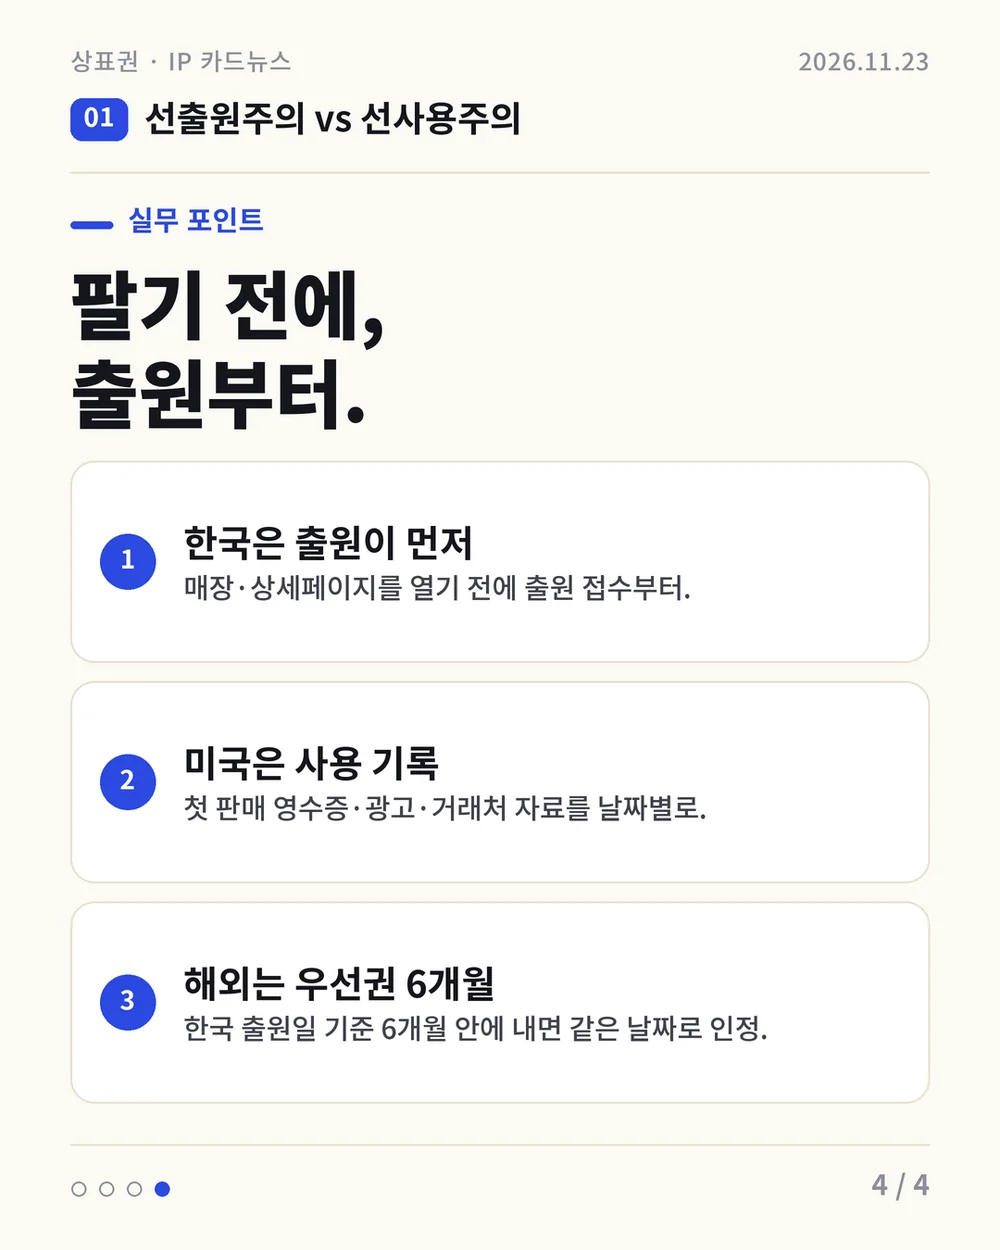 상표권 · IP 카드뉴스
2026.11.23
01 선출원주의 vs 선사용주의
실무 포인트
팔기 전에,
출원부터.
1
한국은 출원이 먼저
매장·상세페이지를 열기 전에 출원 접수부터.
2
미국은 사용 기록
첫 판매 영수증·광고·거래처 자료를 날짜별로.
3
해외는 우선권 6개월
한국 출원일 기준 6개월 안에 내면 같은 날짜로 인정.
4 / 4